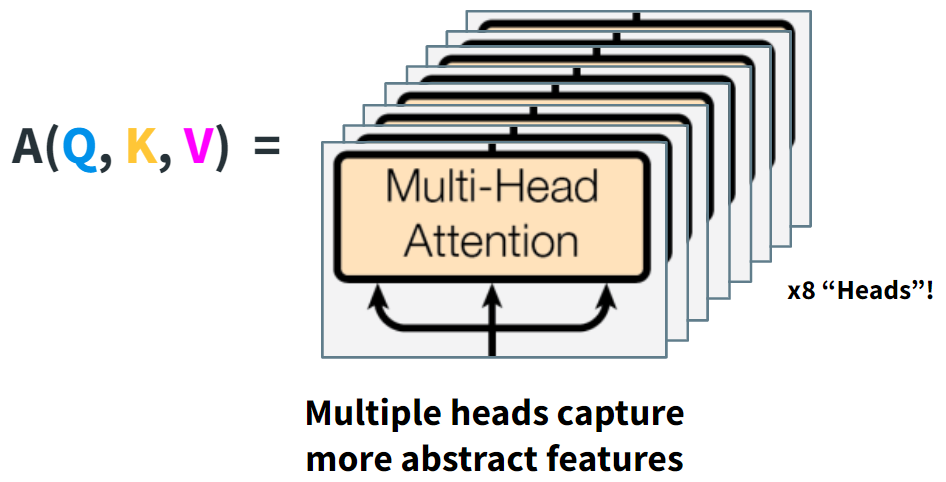 A(Q, K, V) =
Multi-Head
Attention
x8 “Heads”!
Multiple heads capture
more abstract features